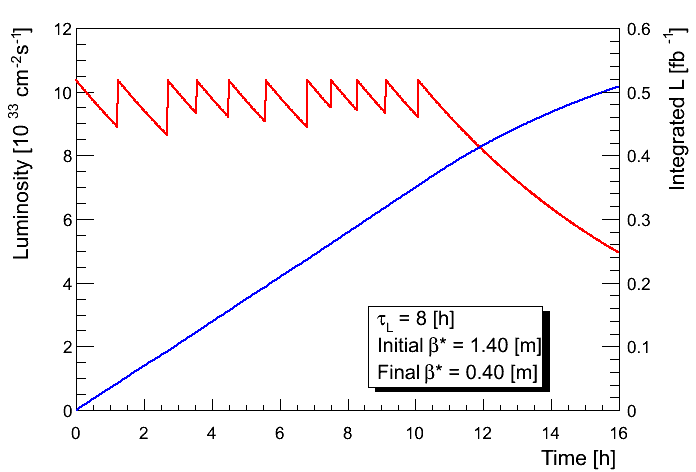 Luminosity [10 33 cm-2s-1]
12
10
8
6
4
2
0
0.6
0.5
0.4
0.3
0.2
0.1
0
Integrated L [fb -1]
τL = 8 [h]
Initial β* = 1.40 [m]
Final β* = 0.40 [m]
0 2 4 6 8 10 12 14 16
Time [h]